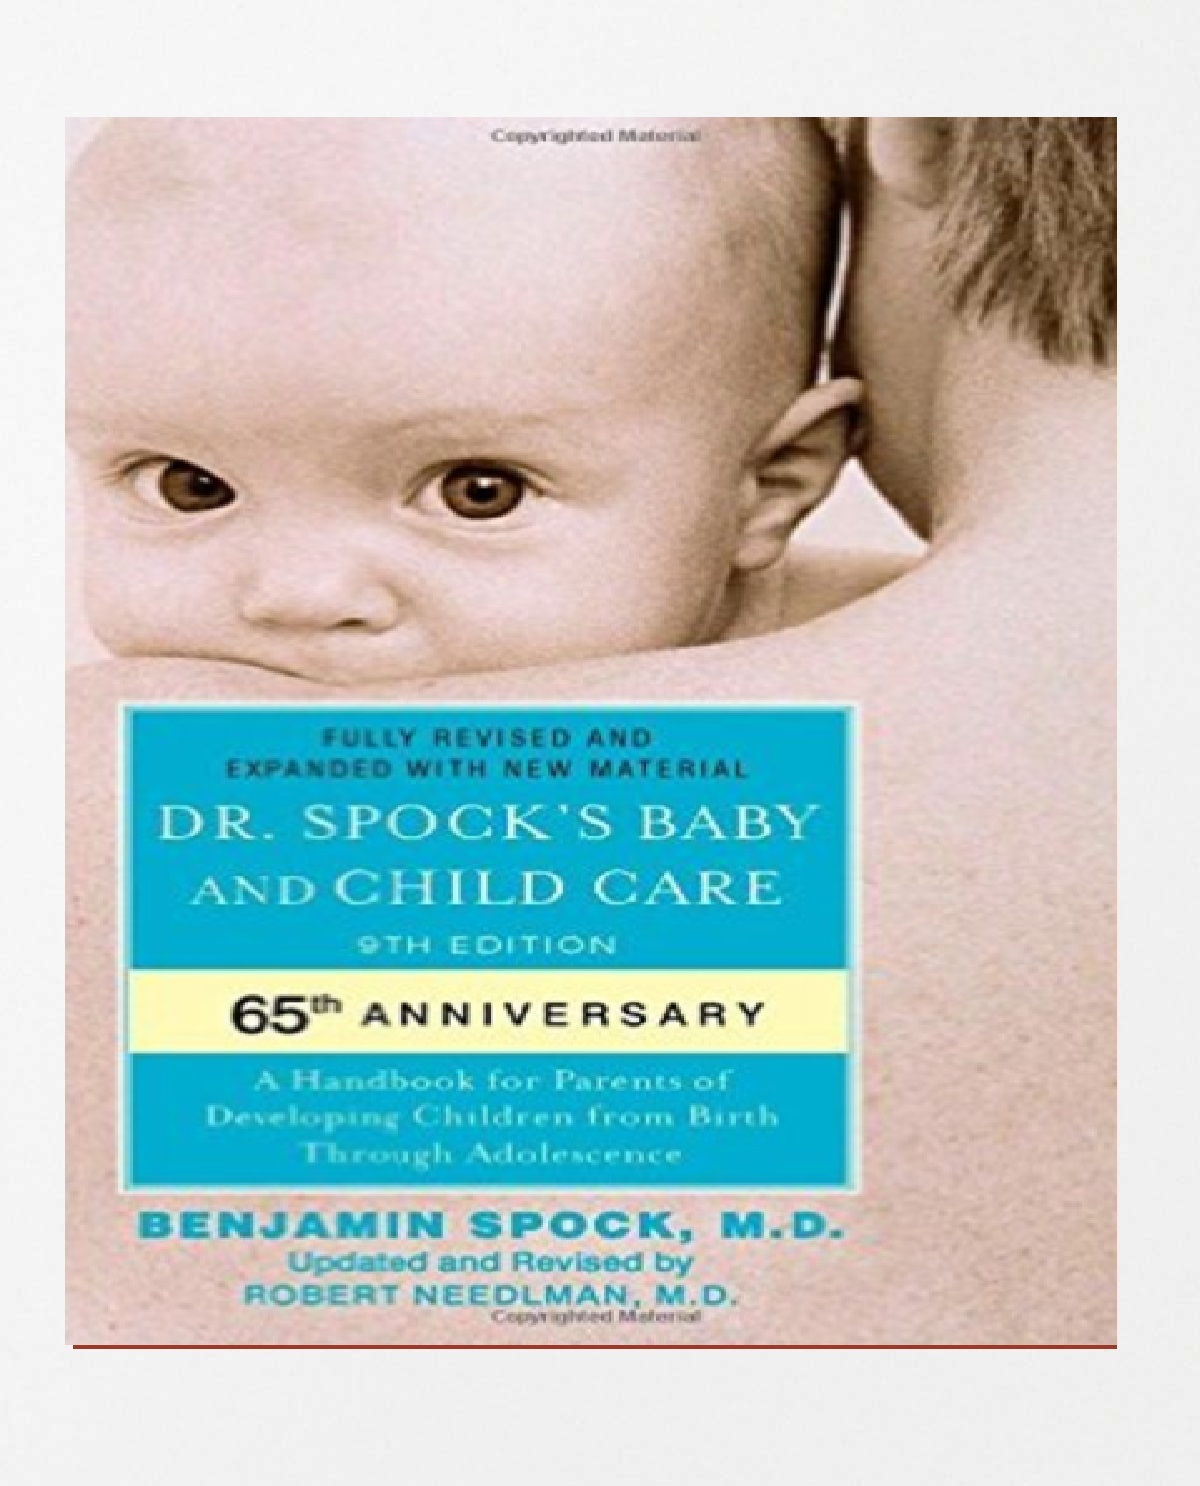 Copyrighted Material
FULLY REVISED AND
EXPANDED WITH NEW MATERIAL
DR. SPOCK'S BABY
AND CHILD CARE
9TH EDITION
65th ANNIVERSARY
A Handbook for Parents of
Developing Children from Birth
Through Adolescence
BENJAMIN SPOCK, M.D.
Updated and Revised by
ROBERT NEEDLMAN, M.D.
Copyrighted Material